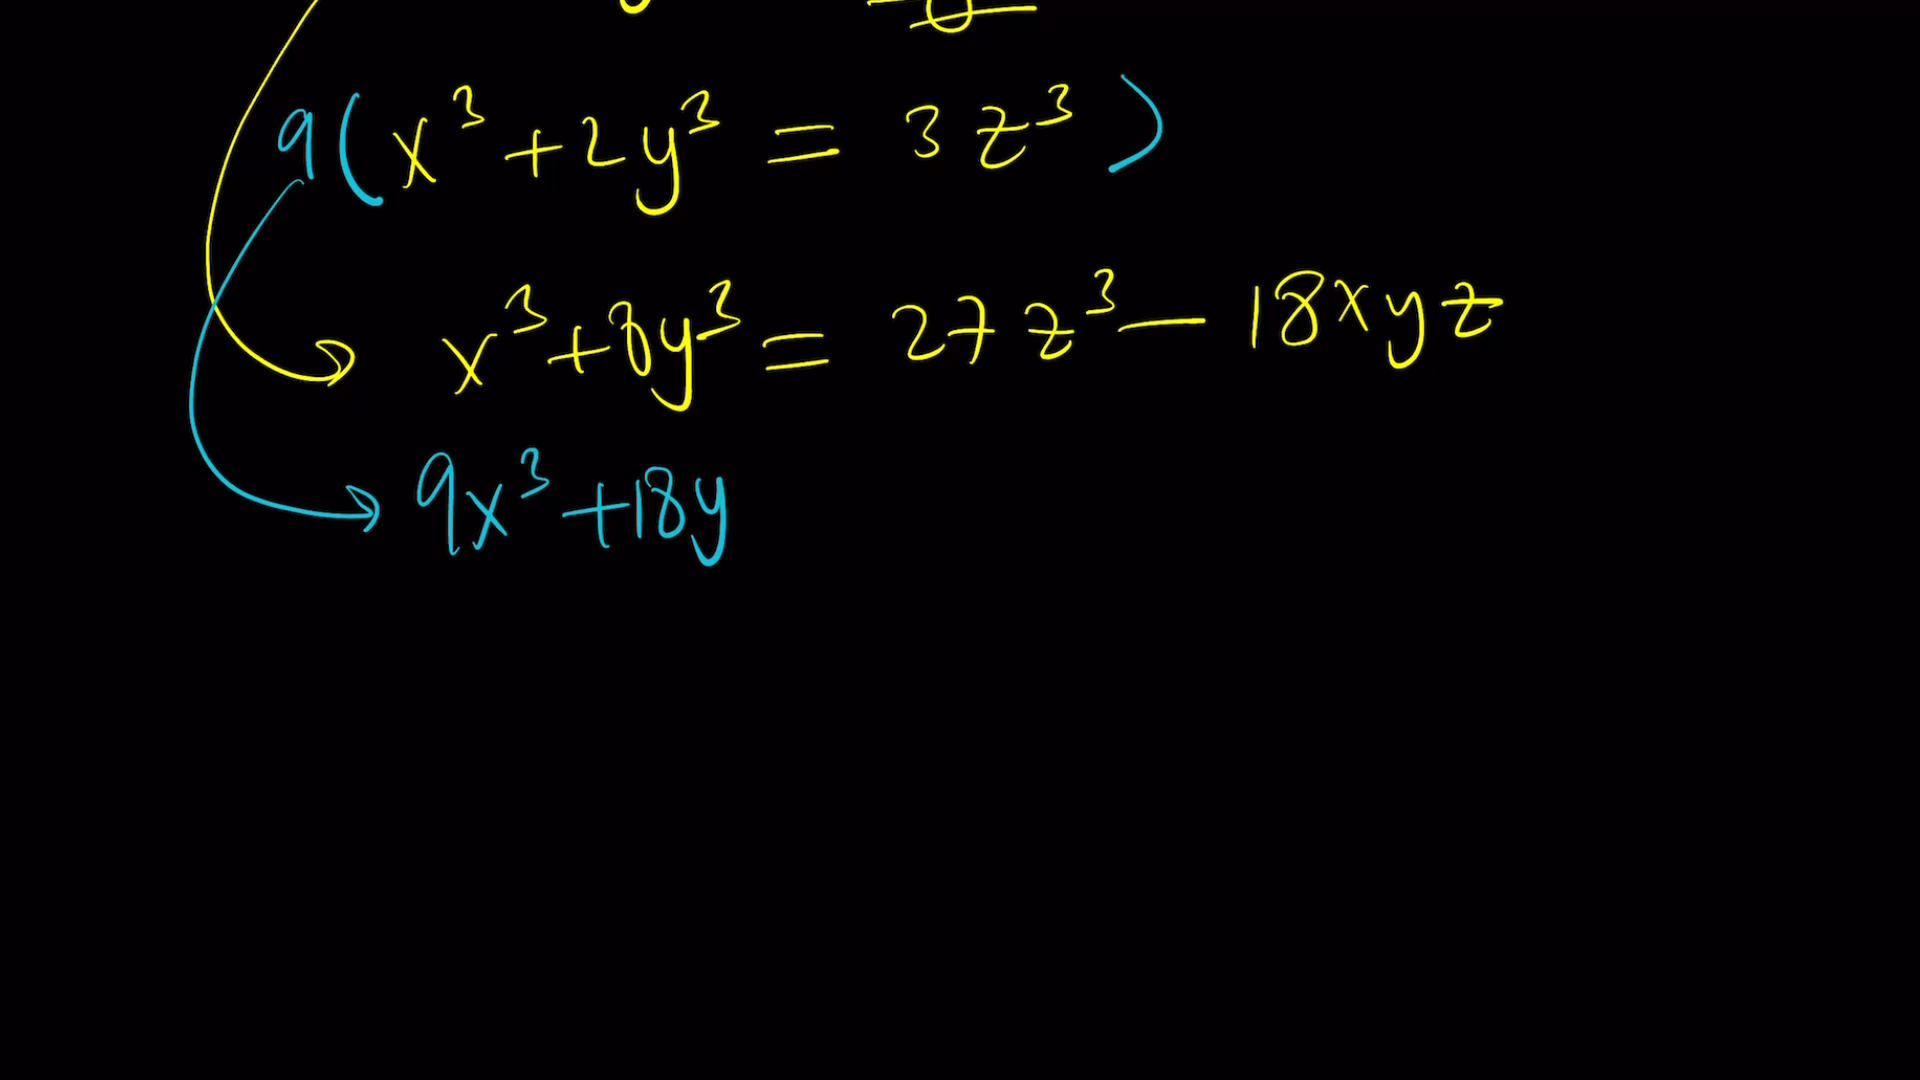 9(x³+2y³ = 3z³)
x³+8y³ = 27z³ − 18xyz
9x³+18y